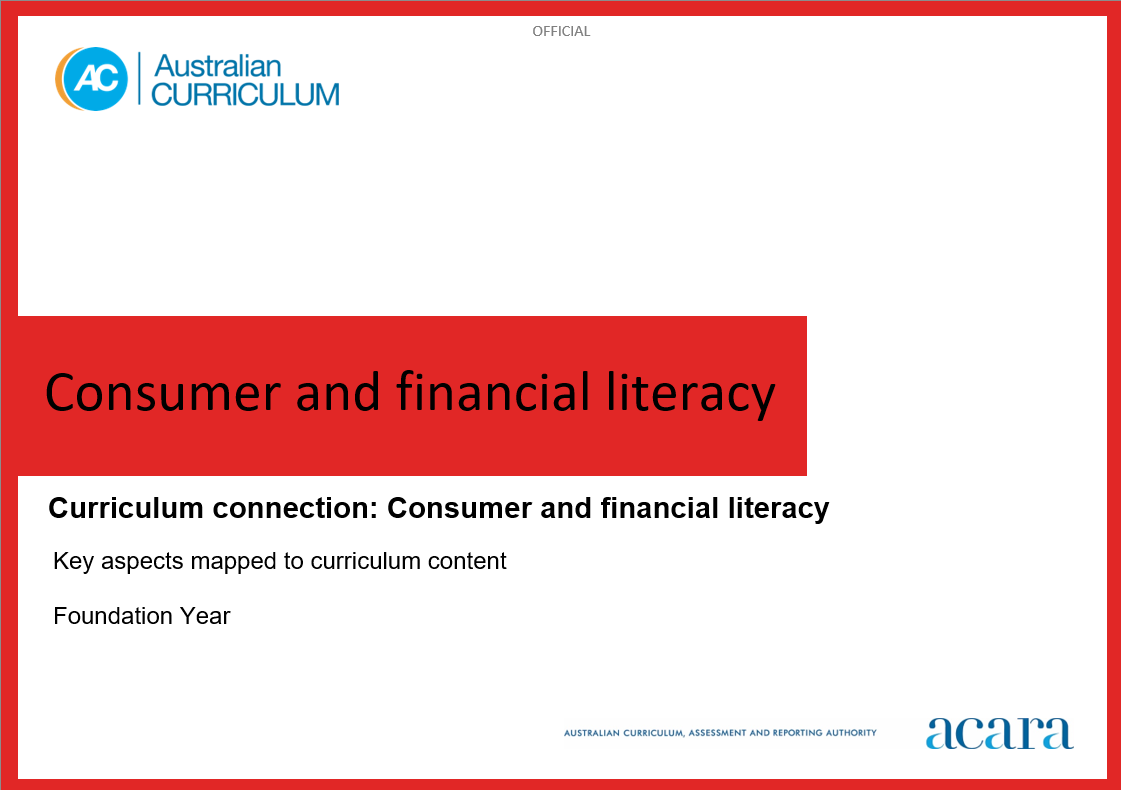 OFFICIAL
AC Australian
CURRICULUM
Consumer and financial literacy
Curriculum connection: Consumer and financial literacy
Key aspects mapped to curriculum content
Foundation Year
AUSTRALIAN CURRICULUM, ASSESSMENT AND REPORTING AUTHORITY acara